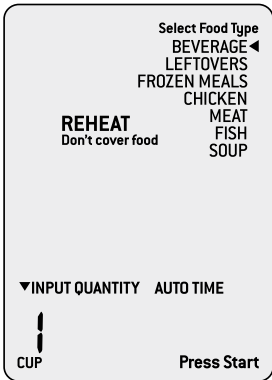 Select Food Type
BEVERAGE◀
LEFTOVERS
FROZEN MEALS
CHICKEN
MEAT
FISH
SOUP
REHEAT
Don't cover food
▼INPUT QUANTITY AUTO TIME
1
CUP
Press Start